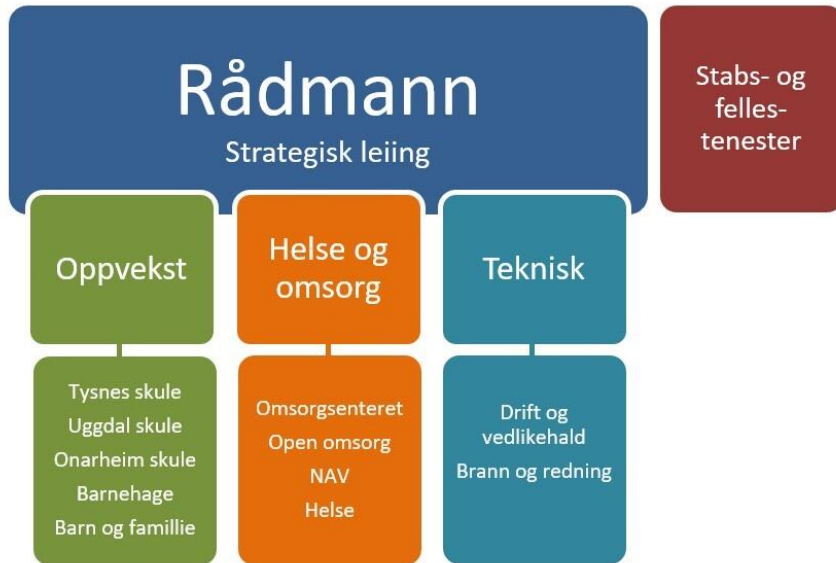 Rådmann
Strategisk leiing
Stabs- og
felles-
tenester
Oppvekst
Helse og
omsorg
Teknisk
Tysnes skule
Uggdal skule
Onarheim skule
Barnehage
Barn og famillie
Omsorgsenteret
Open omsorg
NAV
Helse
Drift og
vedlikehald
Brann og redning